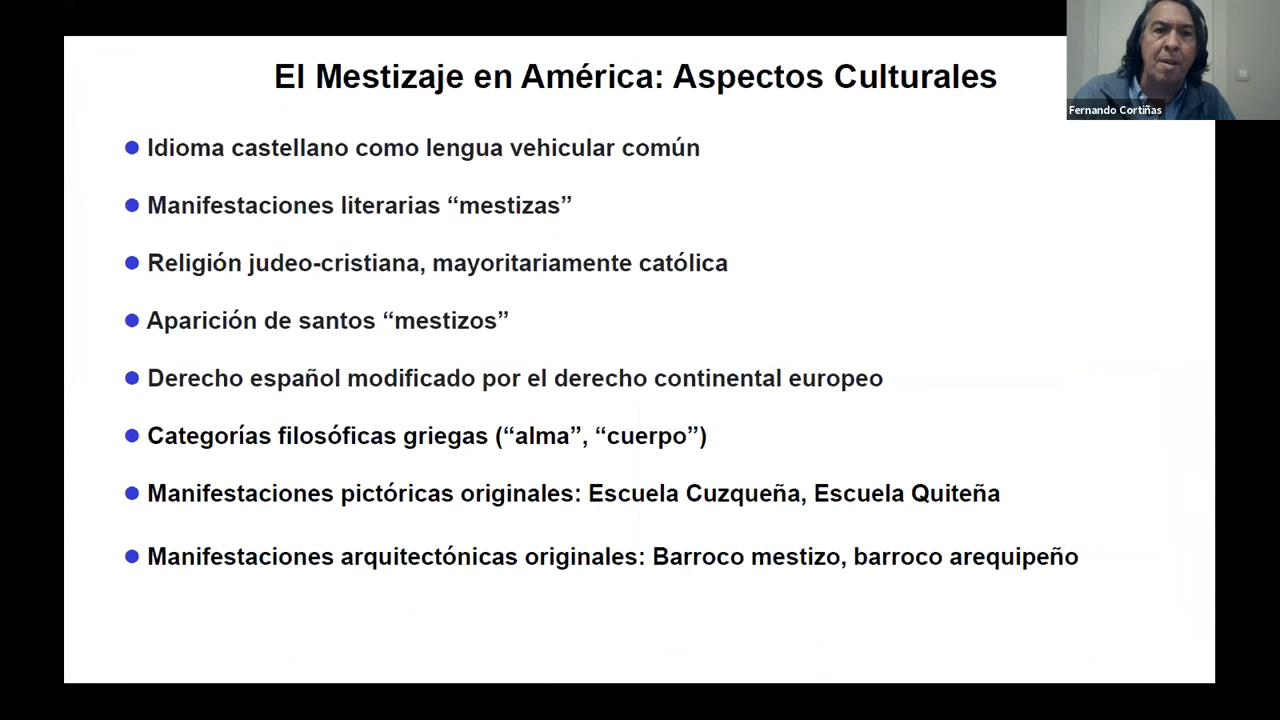 El Mestizaje en América: Aspectos Culturales
Fernando Cortiñas
● Idioma castellano como lengua vehicular común
● Manifestaciones literarias “mestizas”
● Religión judeo-cristiana, mayoritariamente católica
● Aparición de santos “mestizos”
● Derecho español modificado por el derecho continental europeo
● Categorías filosóficas griegas (“alma”, “cuerpo”)
● Manifestaciones pictóricas originales: Escuela Cuzqueña, Escuela Quiteña
● Manifestaciones arquitectónicas originales: Barroco mestizo, barroco arequipeño